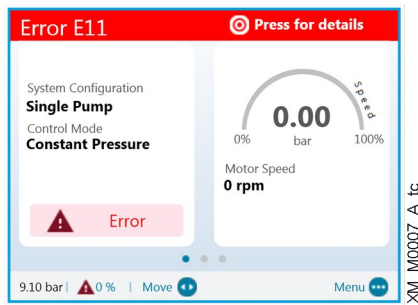 Error E11
Press for details
System Configuration
Single Pump
Control Mode
Constant Pressure
Error
Speed
0.00
0%
bar
100%
Motor Speed
0 rpm
9.10 bar | 0 % | Move
Menu
XW_M0007_A_tc